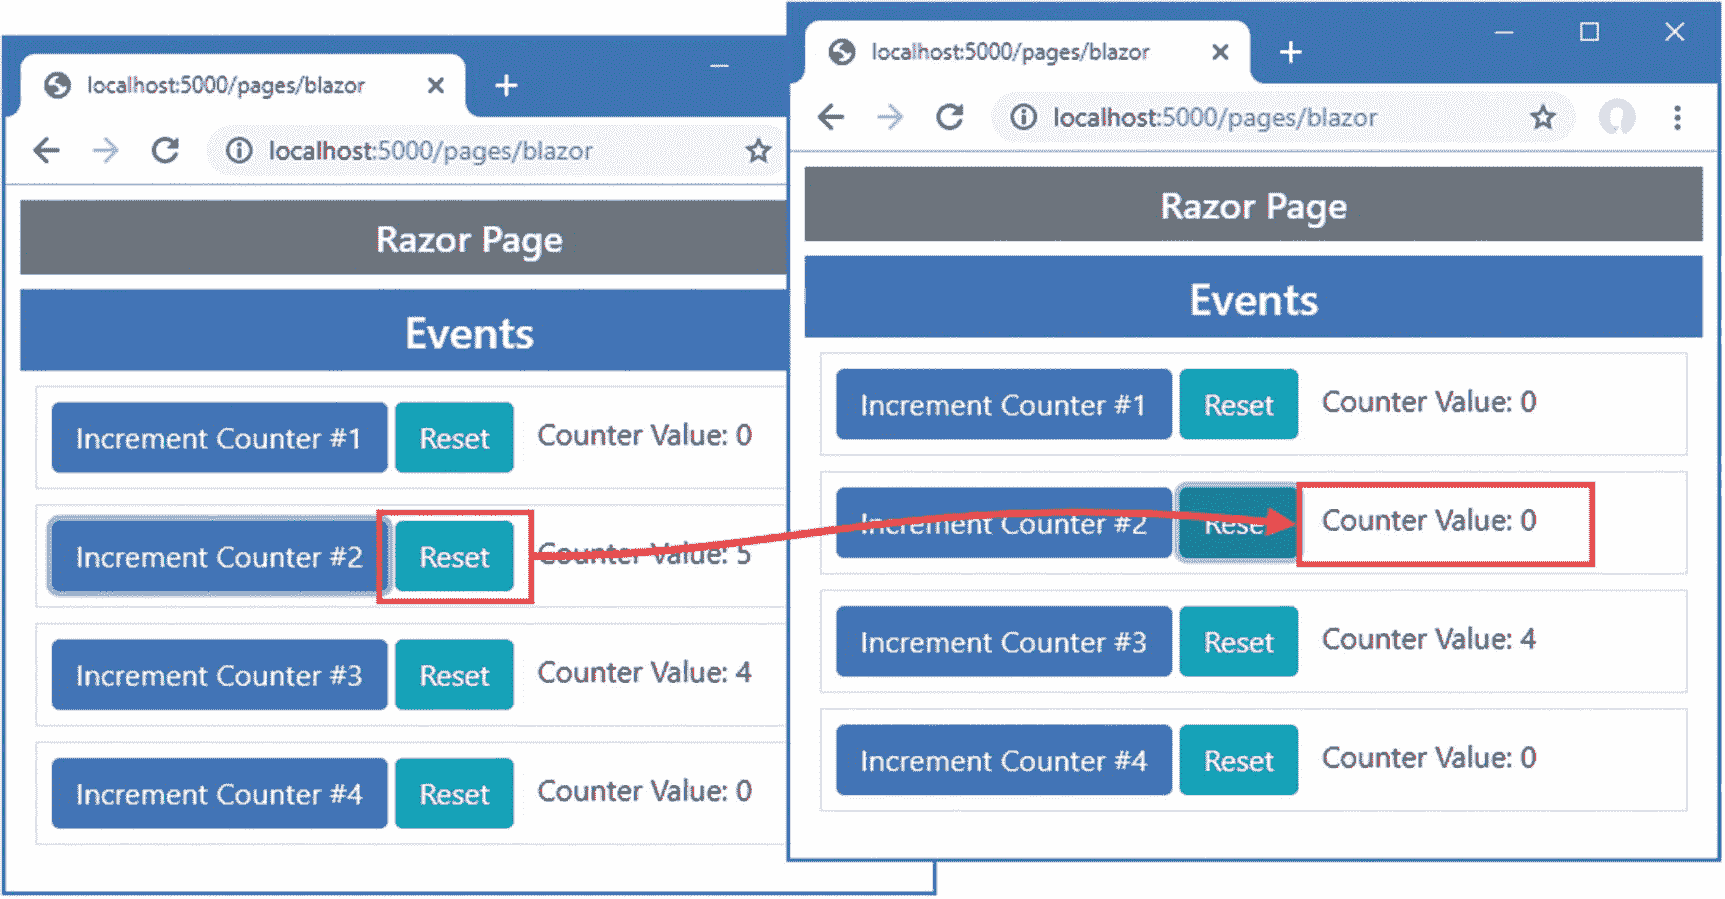 localhost:5000/pages/blazor
localhost:5000/pages/blazor
Razor Page
Events
Increment Counter #1 Reset Counter Value: 0
Increment Counter #2 Reset Counter Value: 5
Increment Counter #3 Reset Counter Value: 4
Increment Counter #4 Reset Counter Value: 0
localhost:5000/pages/blazor
localhost:5000/pages/blazor
Razor Page
Events
Increment Counter #1 Reset Counter Value: 0
Increment Counter #2 Reset Counter Value: 0
Increment Counter #3 Reset Counter Value: 4
Increment Counter #4 Reset Counter Value: 0